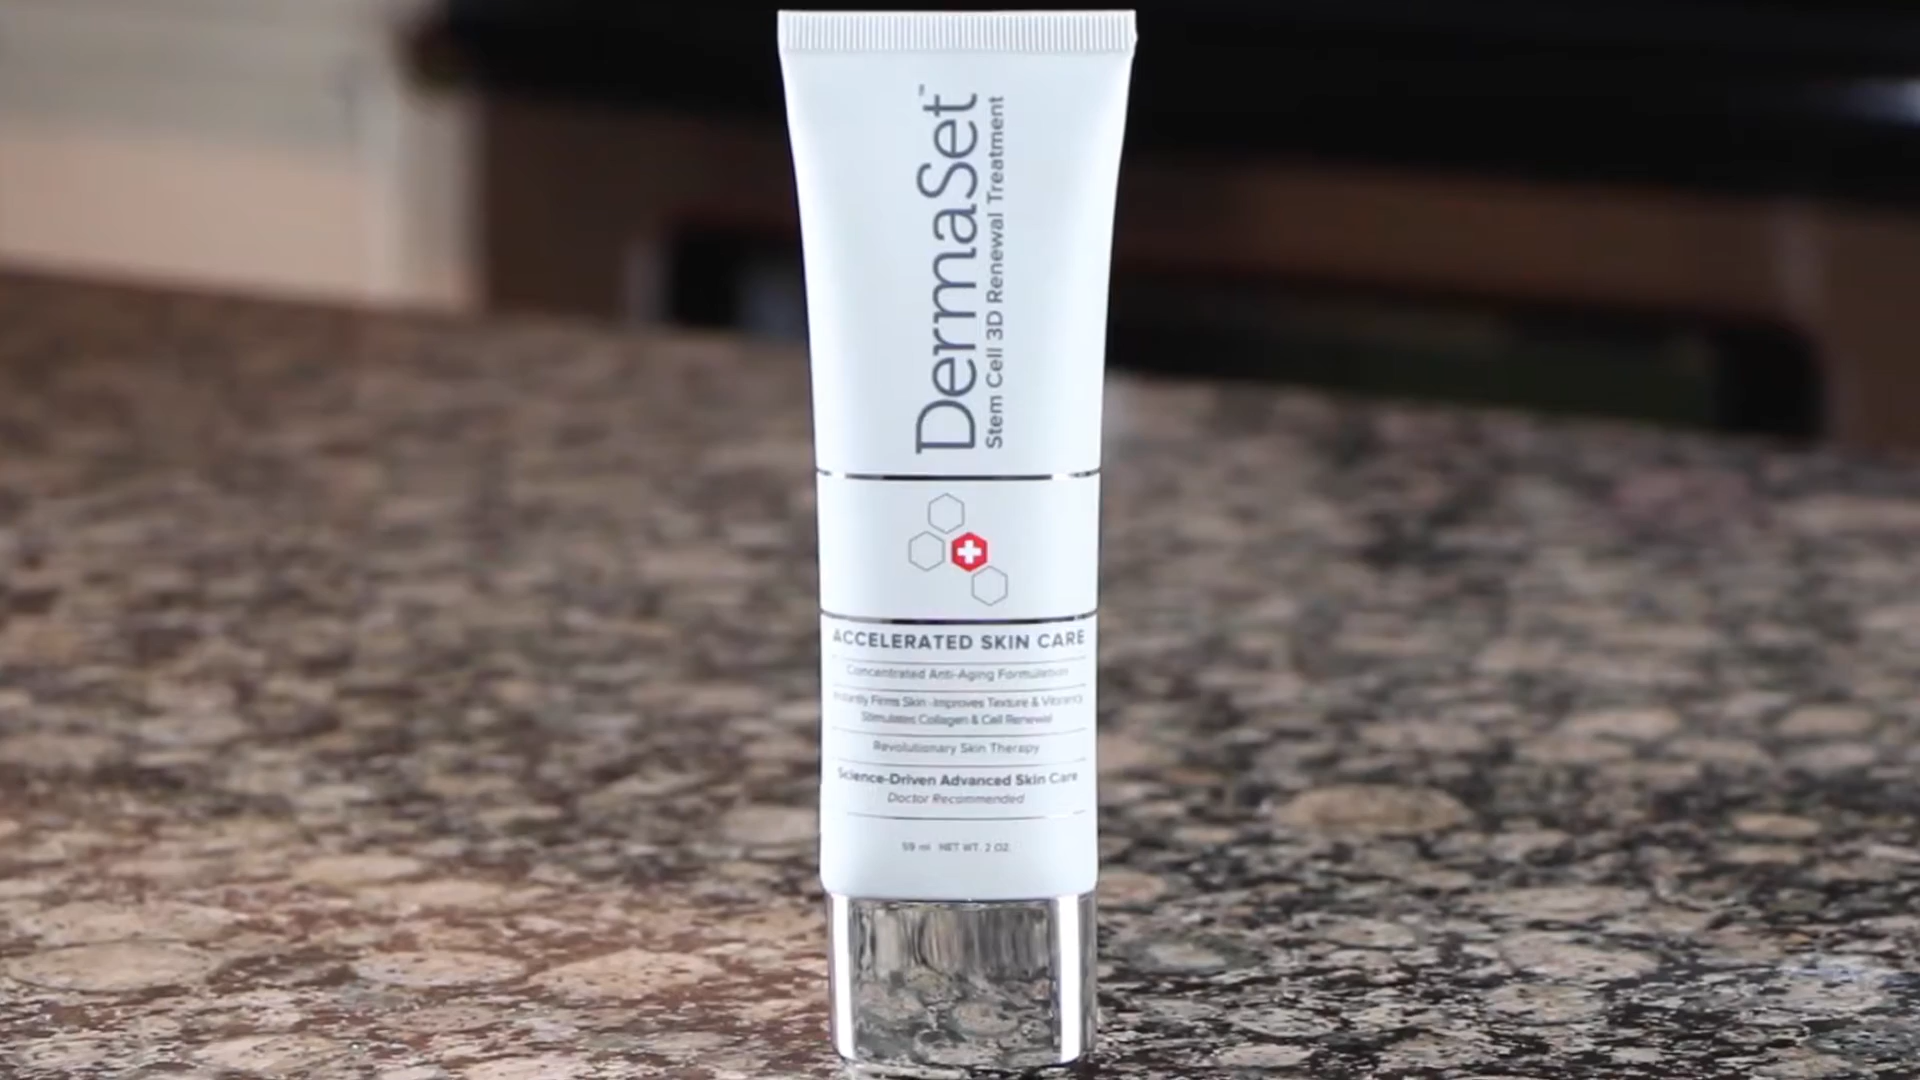 DermaSet™
Stem Cell 3D Renewal Treatment
ACCELERATED SKIN CARE
Concentrated Anti-Aging Formulation
Instantly Firms Skin - Improves Texture & Vibrancy
Stimulates Collagen & Cell Renewal
Revolutionary Skin Therapy
Science-Driven Advanced Skin Care
Doctor Recommended
59 ml NET WT. 2 OZ.